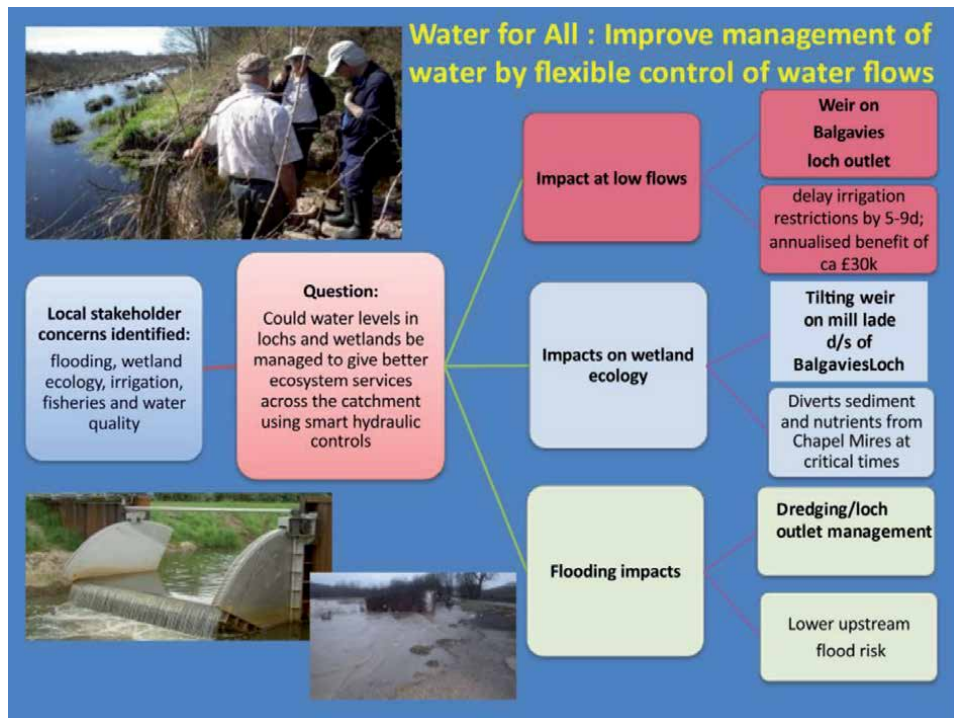 Water for All : Improve management of
water by flexible control of water flows
Local stakeholder
concerns identified:
flooding, wetland
ecology, irrigation,
fisheries and water
quality
Question:
Could water levels in
lochs and wetlands be
managed to give better
ecosystem services
across the catchment
using smart hydraulic
controls
Impact at low flows
Weir on
Balgavies
loch outlet
delay irrigation
restrictions by 5-9d;
annualised benefit of
ca £30k
Impacts on wetland
ecology
Tilting weir
on mill lade
d/s of
BalgaviesLoch
Diverts sediment
and nutrients from
Chapel Mires at
critical times
Flooding impacts
Dredging/loch
outlet management
Lower upstream
flood risk